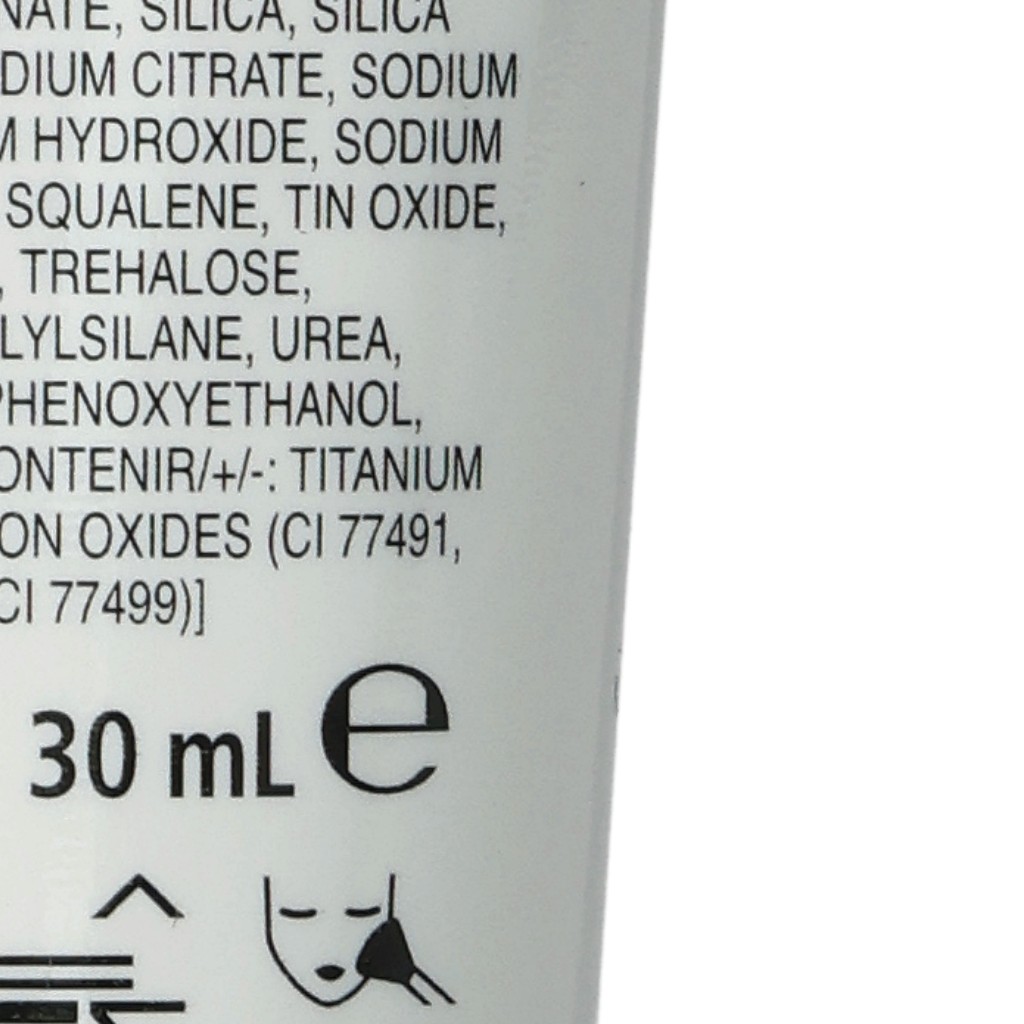 NATE, SILICA, SILICA
DIUM CITRATE, SODIUM
M HYDROXIDE, SODIUM
SQUALENE, TIN OXIDE,
, TREHALOSE,
LYLSILANE, UREA,
PHENOXYETHANOL,
ONTENIR/+/-: TITANIUM
ON OXIDES (CI 77491,
CI 77499)]
30 mL e